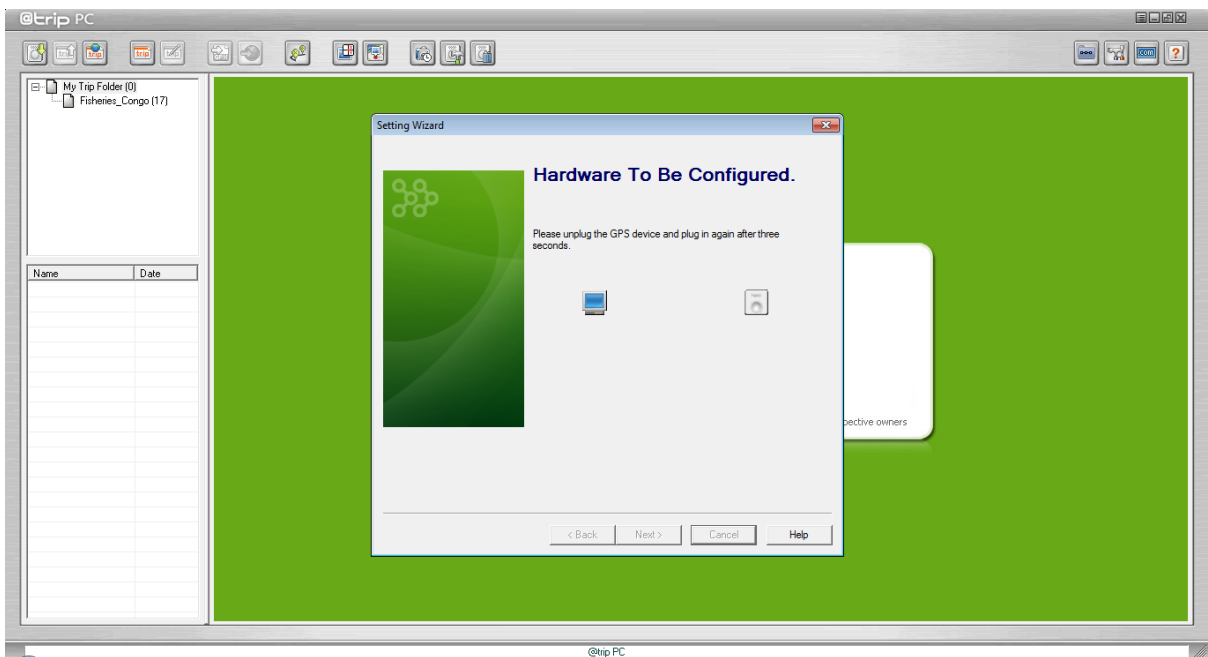 @trip PC
trip
trip
com
?
My Trip Folder (0)
Fisheries_Congo (17)
Name Date
Setting Wizard
Hardware To Be Configured.
Please unplug the GPS device and plug in again after three
seconds.
pective owners
< Back Next > Cancel Help
@trip PC